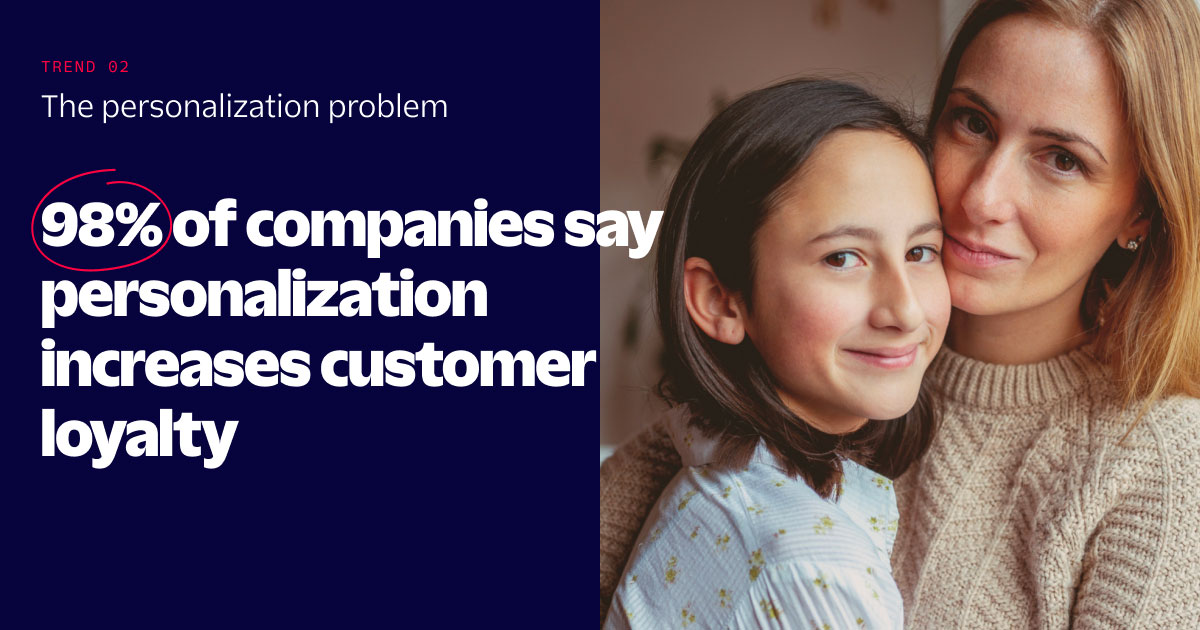 TREND 02
The personalization problem
98% of companies say
personalization
increases customer
loyalty